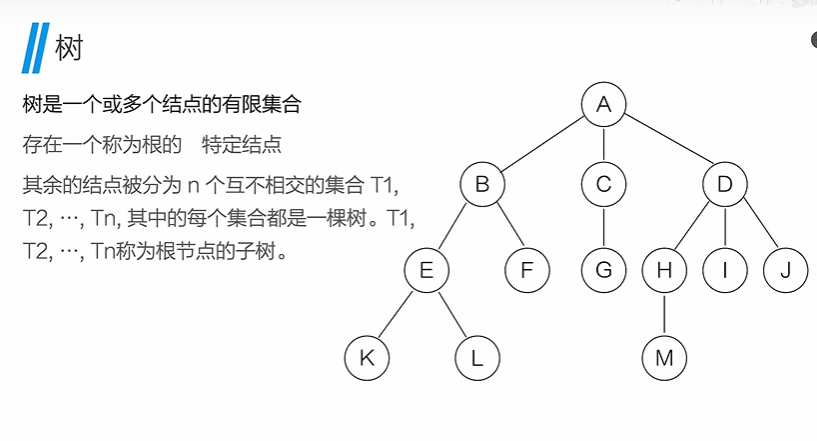 树
树是一个或多个结点的有限集合
存在一个称为根的 特定结点
其余的结点被分为 n 个互不相交的集合 T1,
T2, ···, Tn, 其中的每个集合都是一棵树。T1,
T2, ···, Tn称为根节点的子树。
A
B C D
E F G H I J
K L M